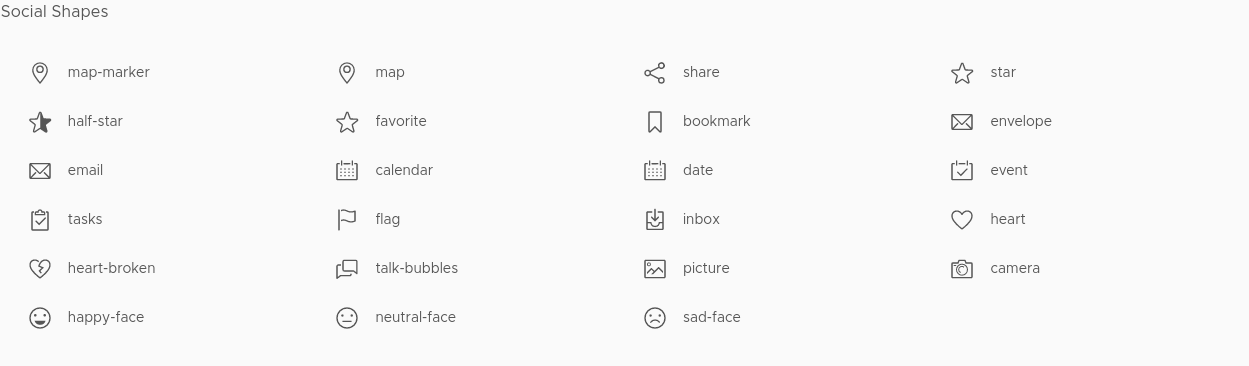 Social Shapes
map-marker map share star
half-star favorite bookmark envelope
email calendar date event
tasks flag inbox heart
heart-broken talk-bubbles picture camera
happy-face neutral-face sad-face